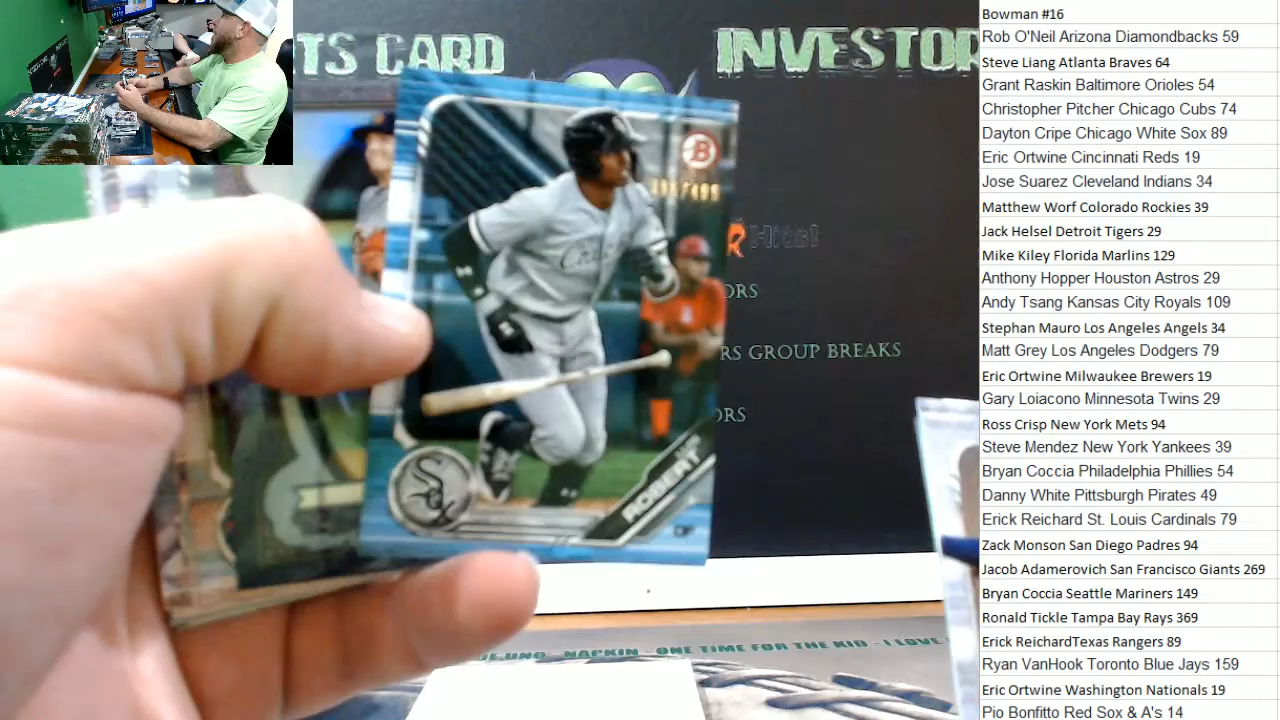 TS CARD
INVESTOR
B
/499
Hits!
ORS
RS GROUP BREAKS
ORS
Sox
ROBERT
OF
NAPKIN - ONE TIME FOR THE KID - I LOVE
Bowman #16
Rob O'Neil Arizona Diamondbacks 59
Steve Liang Atlanta Braves 64
Grant Raskin Baltimore Orioles 54
Christopher Pitcher Chicago Cubs 74
Dayton Cripe Chicago White Sox 89
Eric Ortwine Cincinnati Reds 19
Jose Suarez Cleveland Indians 34
Matthew Worf Colorado Rockies 39
Jack Helsel Detroit Tigers 29
Mike Kiley Florida Marlins 129
Anthony Hopper Houston Astros 29
Andy Tsang Kansas City Royals 109
Stephan Mauro Los Angeles Angels 34
Matt Grey Los Angeles Dodgers 79
Eric Ortwine Milwaukee Brewers 19
Gary Loiacono Minnesota Twins 29
Ross Crisp New York Mets 94
Steve Mendez New York Yankees 39
Bryan Coccia Philadelphia Phillies 54
Danny White Pittsburgh Pirates 49
Erick Reichard St. Louis Cardinals 79
Zack Monson San Diego Padres 94
Jacob Adamerovich San Francisco Giants 269
Bryan Coccia Seattle Mariners 149
Ronald Tickle Tampa Bay Rays 369
Erick ReichardTexas Rangers 89
Ryan VanHook Toronto Blue Jays 159
Eric Ortwine Washington Nationals 19
Pio Bonfitto Red Sox & A's 14